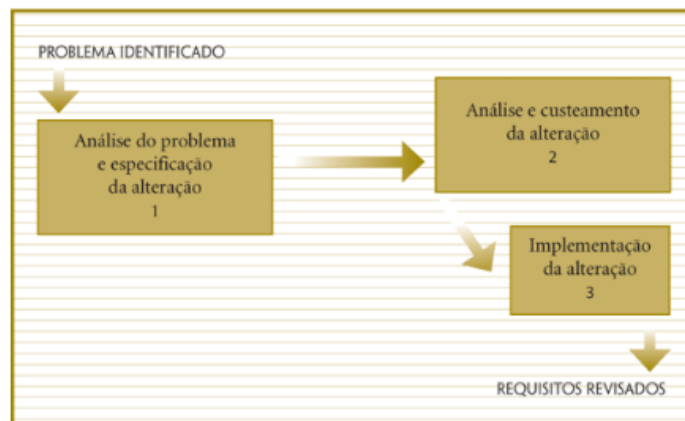 PROBLEMA IDENTIFICADO
Análise do problema
e especificação
da alteração
1
Análise e custeamento
da alteração
2
Implementação
da alteração
3
REQUISITOS REVISADOS